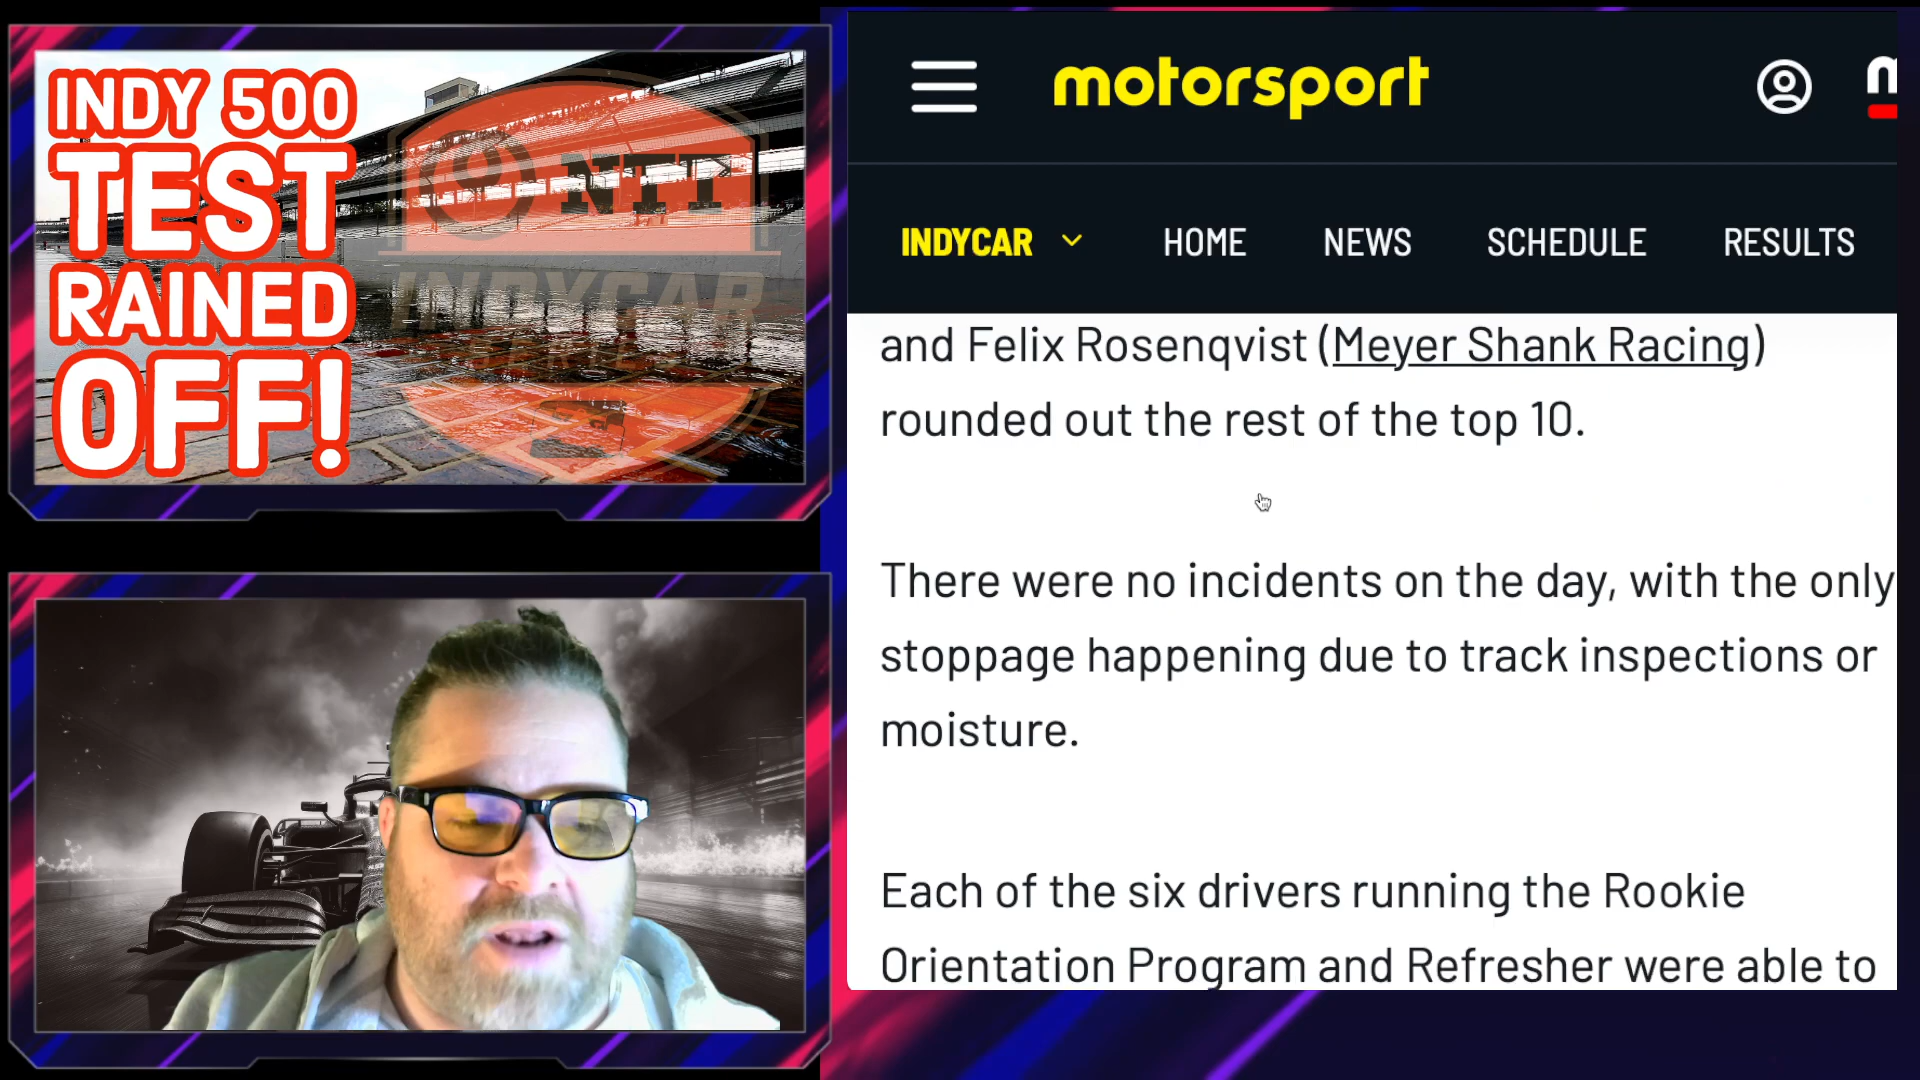 INDY 500
TEST
RAINED
OFF!
NTT
INDYCAR
SERIES
motorsport
INDYCAR
HOME
NEWS
SCHEDULE
RESULTS
and Felix Rosenqvist (Meyer Shank Racing)
rounded out the rest of the top 10.
There were no incidents on the day, with the only
stoppage happening due to track inspections or
moisture.
Each of the six drivers running the Rookie
Orientation Program and Refresher were able to